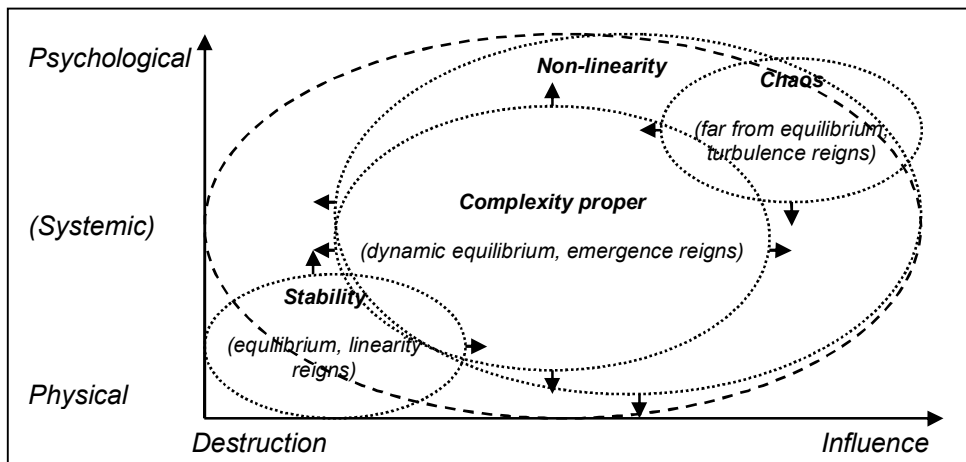 Psychological
Non-linearity
Chaos
(far from equilibrium,
turbulence reigns)
(Systemic)
Complexity proper
(dynamic equilibrium, emergence reigns)
Stability
(equilibrium, linearity
reigns)
Physical
Destruction
Influence